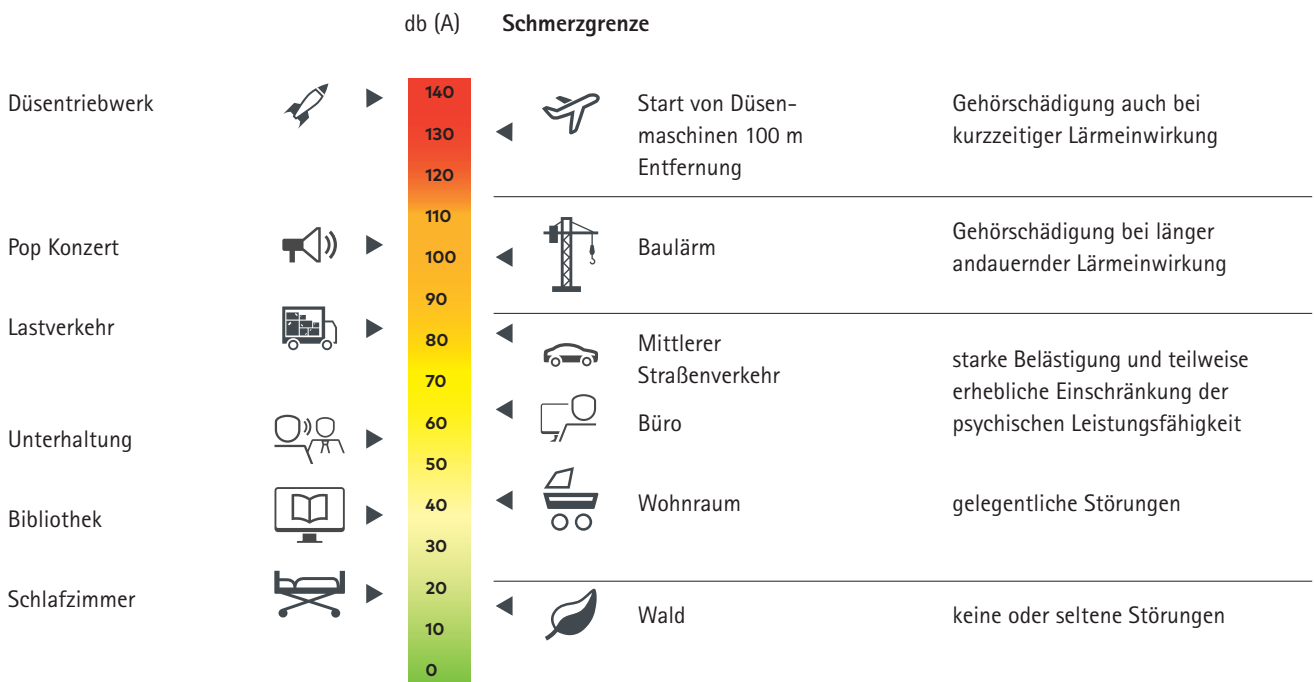 db (A)
Schmerzgrenze
Düsentriebwerk
140
130
120
110
100
90
80
70
60
50
40
30
20
10
0
Start von Düsen-
maschinen 100 m
Entfernung
Gehörschädigung auch bei
kurzzeitiger Lärmeinwirkung
Pop Konzert
Baulärm
Gehörschädigung bei länger
andauernder Lärmeinwirkung
Lastverkehr
Mittlerer
Straßenverkehr
starke Belästigung und teilweise
erhebliche Einschränkung der
psychischen Leistungsfähigkeit
Unterhaltung
Büro
Bibliothek
Wohnraum
gelegentliche Störungen
Schlafzimmer
Wald
keine oder seltene Störungen